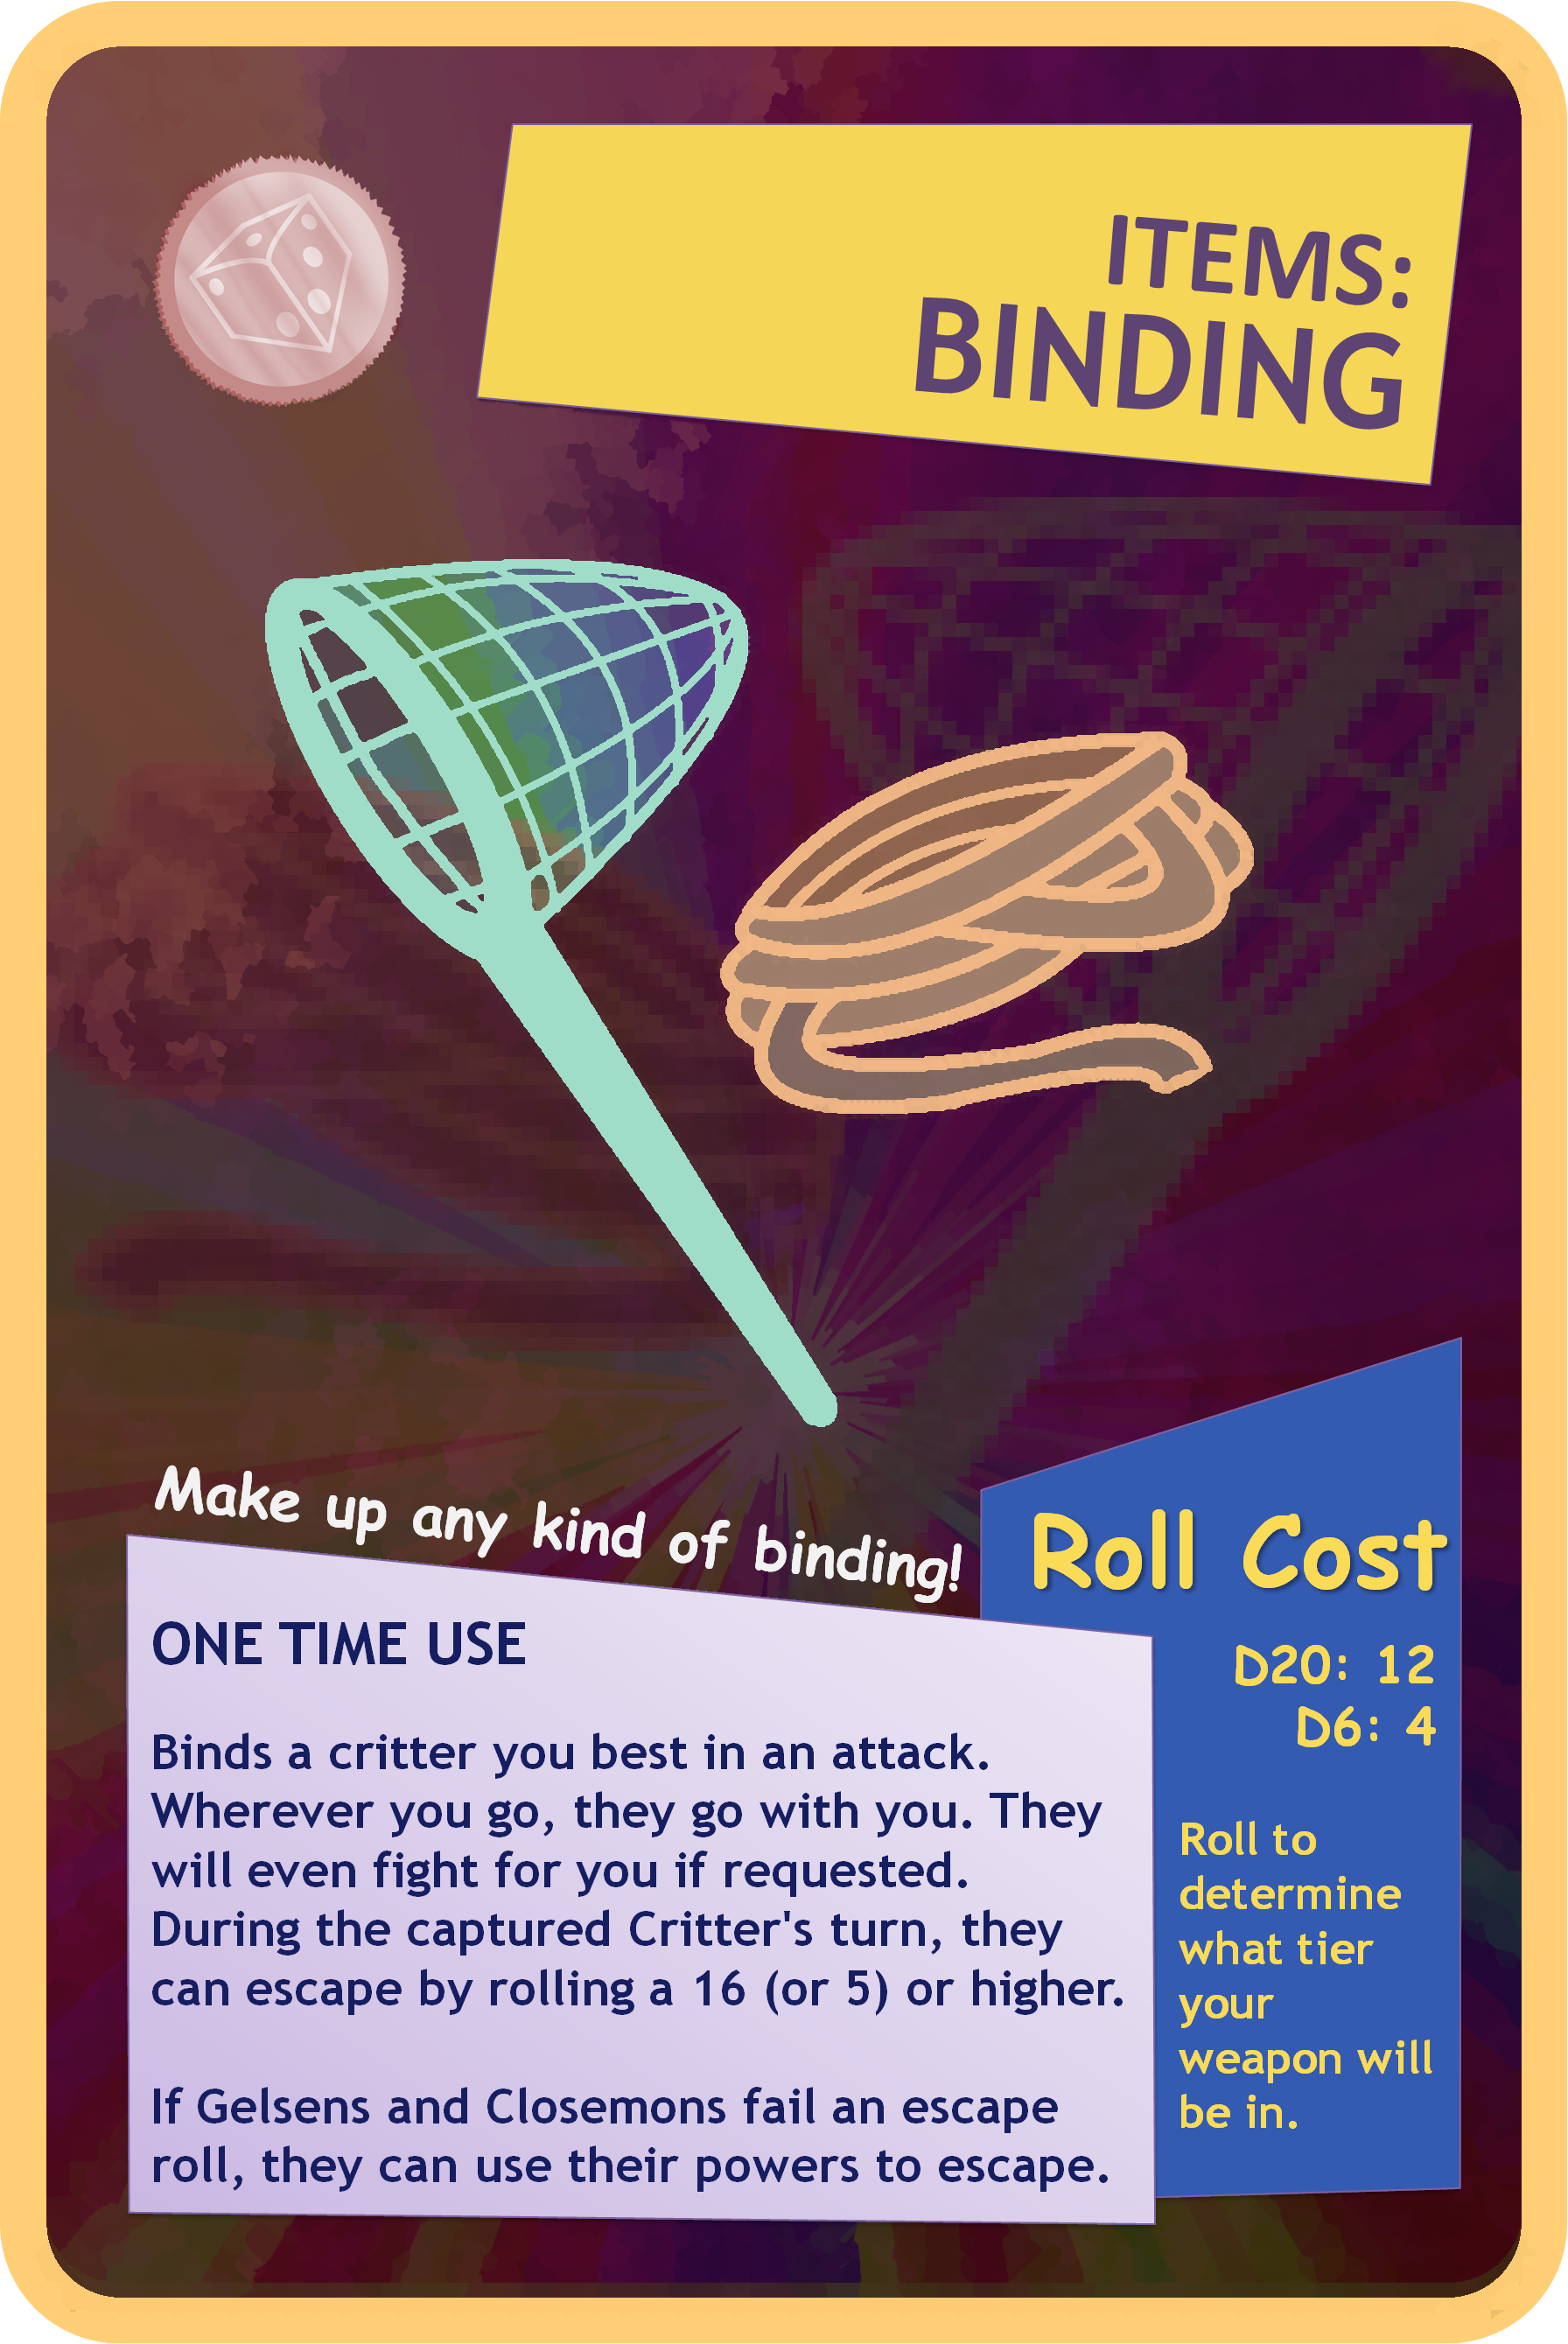 ITEMS:
BINDING
Make up any kind of binding!
Roll Cost
D20: 12
D6: 4
Roll to
determine
what tier
your
weapon will
be in.
ONE TIME USE
Binds a critter you best in an attack.
Wherever you go, they go with you. They
will even fight for you if requested.
During the captured Critter's turn, they
can escape by rolling a 16 (or 5) or higher.
If Gelsens and Closemons fail an escape
roll, they can use their powers to escape.